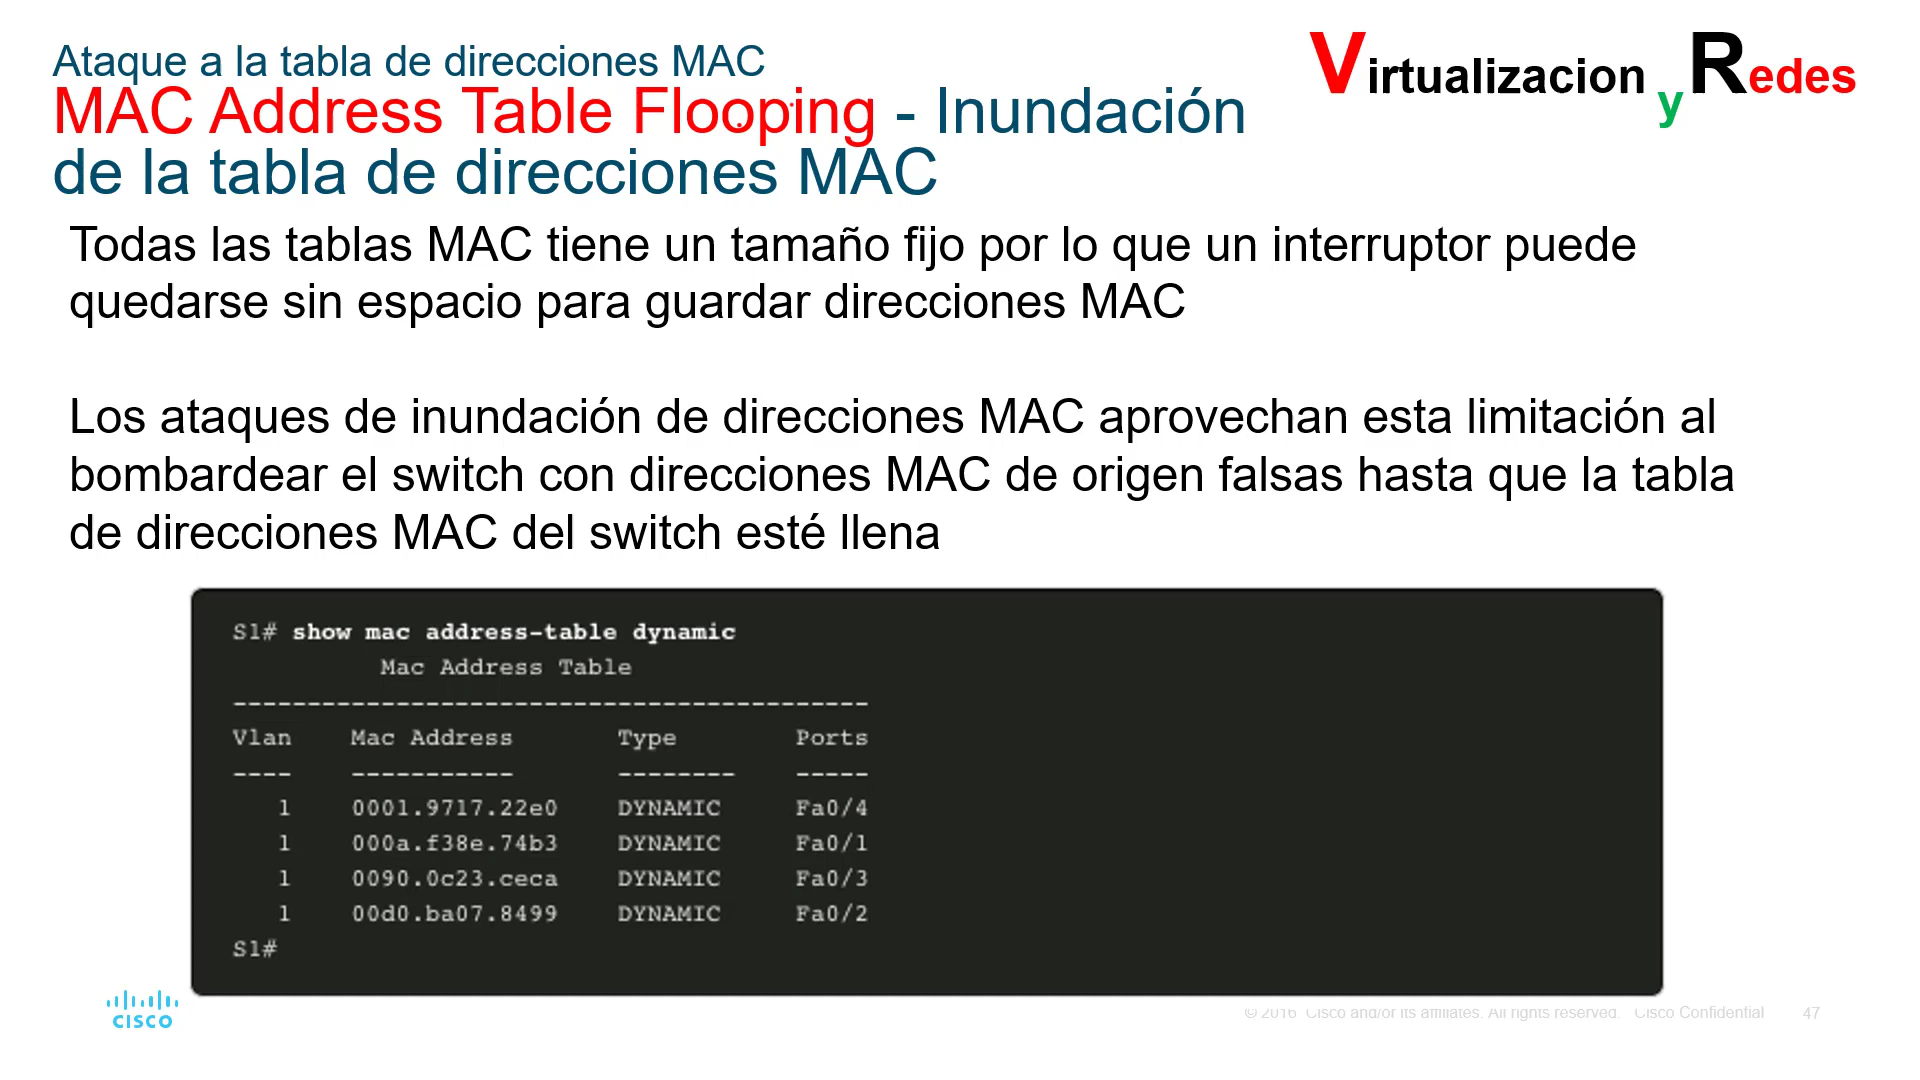 Ataque a la tabla de direcciones MAC
Virtualizacion y Redes
MAC Address Table Flooping - Inundación
de la tabla de direcciones MAC
Todas las tablas MAC tiene un tamaño fijo por lo que un interruptor puede
quedarse sin espacio para guardar direcciones MAC
Los ataques de inundación de direcciones MAC aprovechan esta limitación al
bombardear el switch con direcciones MAC de origen falsas hasta que la tabla
de direcciones MAC del switch esté llena
S1# show mac address-table dynamic
Mac Address Table
-------------------------------------------
Vlan    Mac Address       Type        Ports
----    -----------       --------    -----
1    0001.9717.22e0    DYNAMIC     Fa0/4
1    000a.f38e.74b3    DYNAMIC     Fa0/1
1    0090.0c23.ceca    DYNAMIC     Fa0/3
1    00d0.ba07.8499    DYNAMIC     Fa0/2
S1#
CISCO
© 2016 Cisco and/or its affiliates. All rights reserved. Cisco Confidential 47